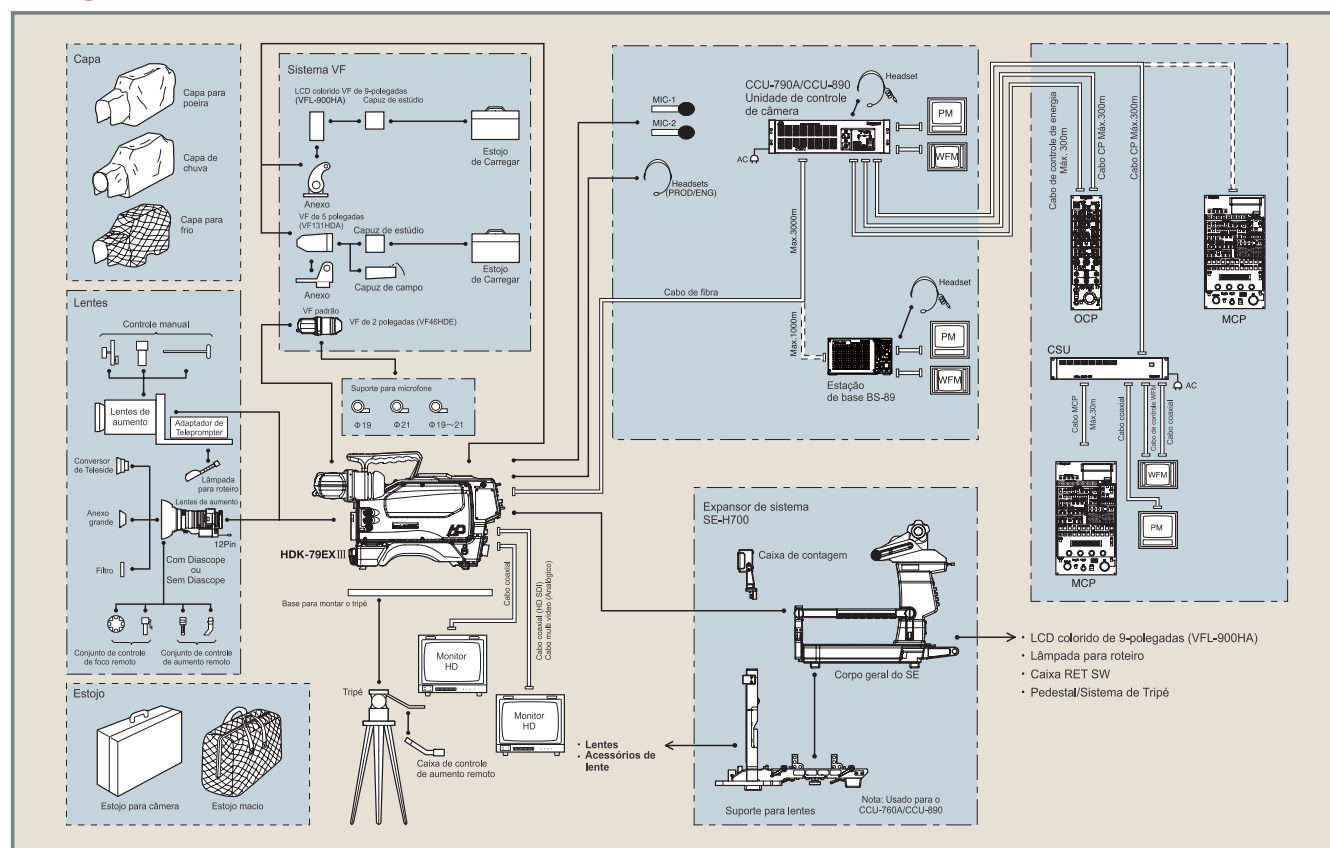 Capa
Capa para
poeira
Capa de
chuva
Capa para
frio
Sistema VF
LCD colorido VF de 9-polegadas
(VFL-900HA)
Capuz de estúdio
Estojo
de Carregar
Anexo
VF de 5 polegadas
(VF131HDA)
Capuz de estúdio
Estojo
de Carregar
Anexo
Capuz de campo
VF padrão
VF de 2 polegadas (VF46HDE)
Suporte para microfone
Φ19
Φ21
Φ19～21
Lentes
Controle manual
Lentes de
aumento
Adaptador de
Teleprompter
Conversor
de Teleside
Lâmpada
para roteiro
Lentes de aumento
Anexo
grande
12Pin
Filtro
Com Diascope
ou
Sem Diascope
Conjunto de controle
de foco remoto
Conjunto de controle
de aumento remoto
Estojo
Estojo para câmera
Estojo macio
HDK-79EXⅢ
Base para montar o tripé
Cabo coaxial
Cabo coaxial (HD SDI)
Cabo multi vídeo (Analógico)
Monitor
HD
Monitor
HD
Tripé
Caixa de controle
de aumento remoto
MIC-1
MIC-2
Headsets
(PROD/ENG)
CCU-790A/CCU-890
Unidade de controle
de câmera
Headset
PM
WFM
AC
Max.3000m
Cabo de fibra
Max.1000m
Headset
PM
WFM
Estação
de base BS-89
Cabo de controle de energia
Máx. 300m
Cabo CP Máx.300m
Cabo CP Máx.300m
OCP
MCP
CSU
AC
Cabo MCP
Máx.30m
Cabo coaxial
Cabo de controle WFM
Cabo coaxial
WFM
PM
MCP
Expansor de sistema
SE-H700
Caixa de contagem
Corpo geral do SE
Suporte para lentes
Nota: Usado para o
CCU-760A/CCU-890
・ Lentes
・ Acessórios de
lente
・ LCD colorido de 9-polegadas (VFL-900HA)
・ Lâmpada para roteiro
・ Caixa RET SW
・ Pedestal/Sistema de Tripé